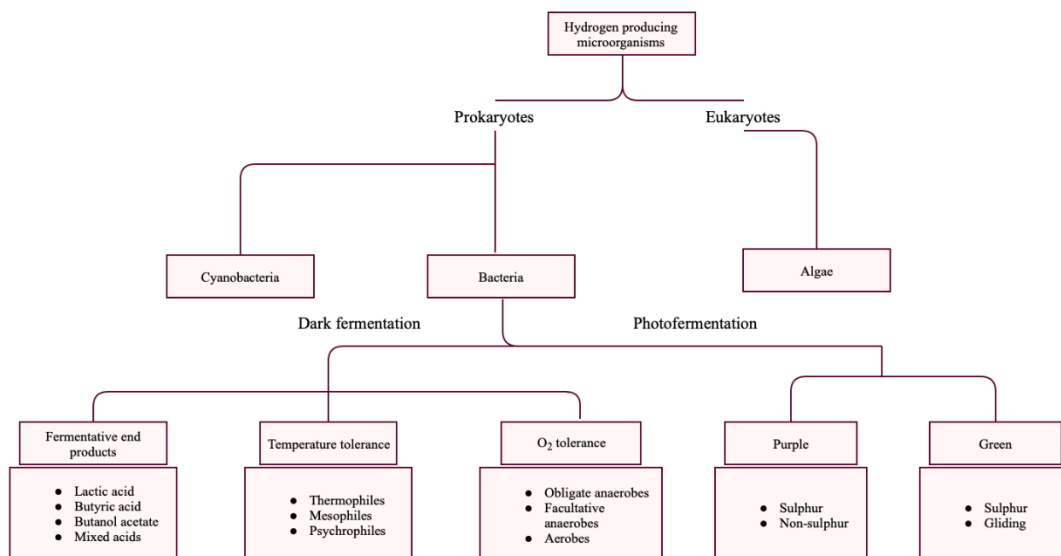 Hydrogen producing
microorganisms
Prokaryotes
Eukaryotes
Cyanobacteria
Bacteria
Algae
Dark fermentation
Photofermentation
Fermentative end
products
Temperature tolerance
O₂ tolerance
Purple
Green
● Lactic acid
● Butyric acid
● Butanol acetate
● Mixed acids
● Thermophiles
● Mesophiles
● Psychrophiles
● Obligate anaerobes
● Facultative
anaerobes
● Aerobes
● Sulphur
● Non-sulphur
● Sulphur
● Gliding